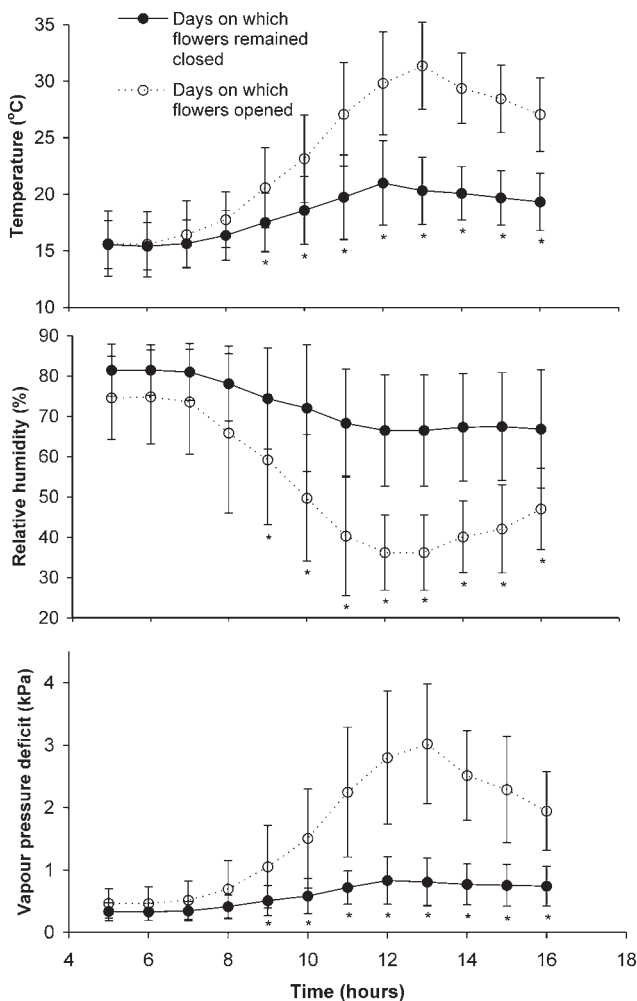 Days on which
flowers remained
closed
Days on which
flowers opened
Temperature (°C)
35
30
25
20
15
10
* * * * * * * *
Relative humidity (%)
90
80
70
60
50
40
30
20
* * * * * * * *
Vapour pressure deficit (kPa)
4
3
2
1
0
* * * * * * * *
4 6 8 10 12 14 16 18
Time (hours)